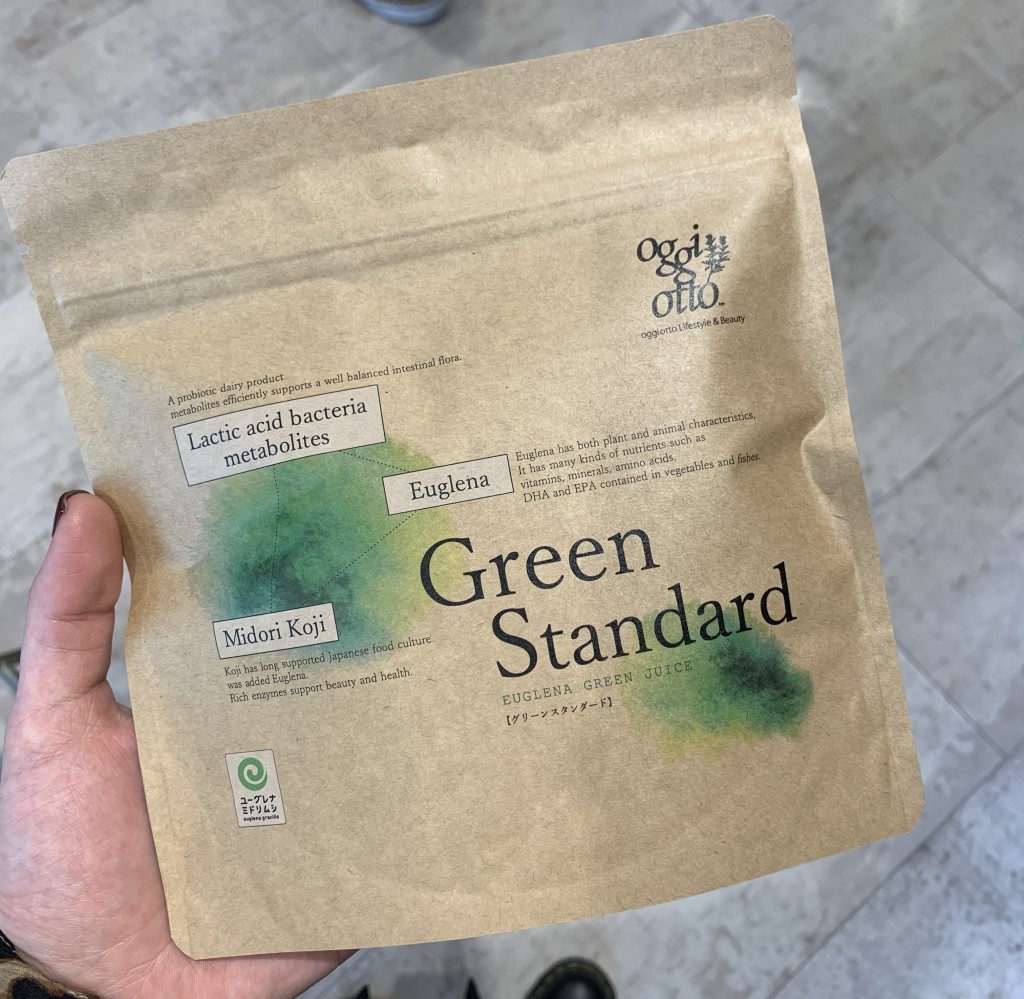 oggi
otto
oggiotto Lifestyle & Beauty
A probiotic dairy product
metabolites efficiently supports a well balanced intestinal flora.
Lactic acid bacteria
metabolites
Euglena
Euglena has both plant and animal characteristics,
It has many kinds of nutrients such as
vitamins, minerals, amino acids,
DHA and EPA contained in vegetables and fishes.
Green
Standard
EUGLENA GREEN JUICE
【グリーンスタンダード】
Midori Koji
Koji has long supported Japanese food culture
was added Euglena.
Rich enzymes support beauty and health.
ユーグレナ
ミドリムシ
euglena gracilis